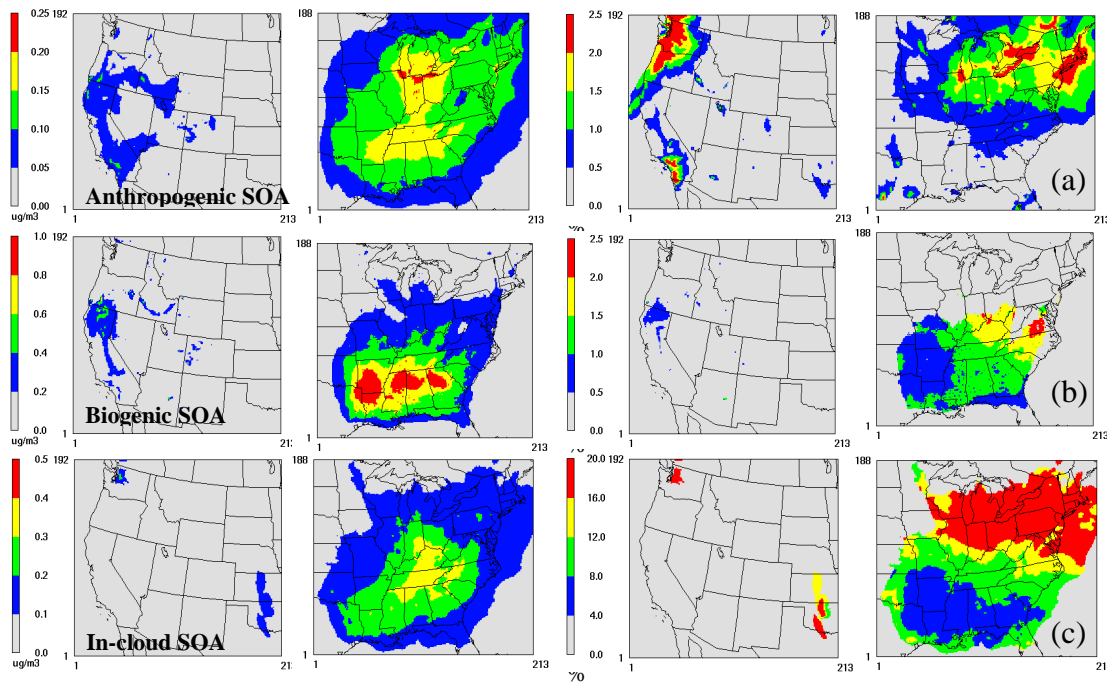 0.25 192 188 2.5 192 188
0.20 2.0
0.15 1.5
0.10 1.0
0.05 0.5
0.00 Anthropogenic SOA 0.0 (a)
ug/m3 1 1 213 1 1 213
1.0 192 188 2.5 192 188
0.8 2.0
0.6 1.5
0.4 1.0
0.2 0.5
0.0 Biogenic SOA 0.0 (b)
ug/m3 1 1 1 213 1 1 213
0.5 192 188 20.0 192 188
0.4 16.0
0.3 12.0
0.2 8.0
0.1 4.0
0.0 In-cloud SOA 0.0 (c)
ug/m3 1 1 1 213 1 1 213
%